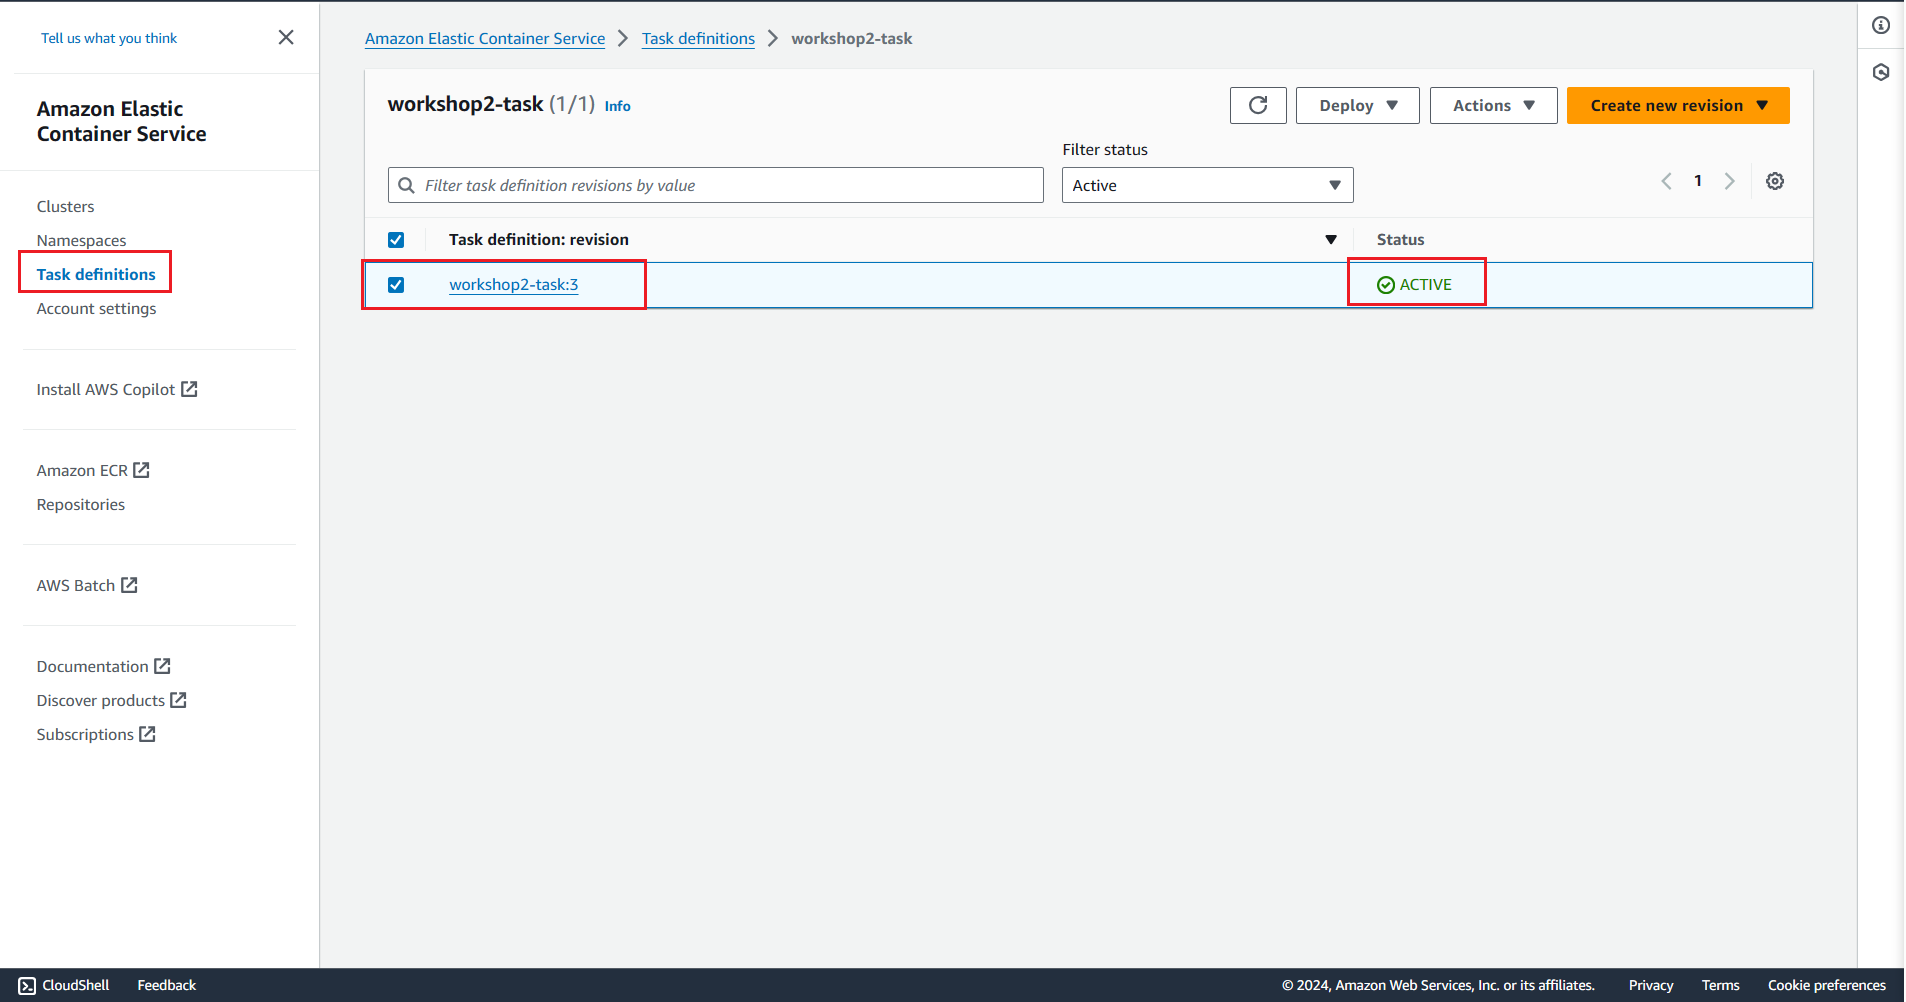 Tell us what you think
Amazon Elastic Container Service
Task definitions
workshop2-task
Amazon Elastic
Container Service
workshop2-task (1/1) Info
Deploy
Actions
Create new revision
Filter status
Filter task definition revisions by value
Active
1
Task definition: revision
Status
workshop2-task:3
ACTIVE
Clusters
Namespaces
Task definitions
Account settings
Install AWS Copilot
Amazon ECR
Repositories
AWS Batch
Documentation
Discover products
Subscriptions
CloudShell
Feedback
© 2024, Amazon Web Services, Inc. or its affiliates.
Privacy
Terms
Cookie preferences